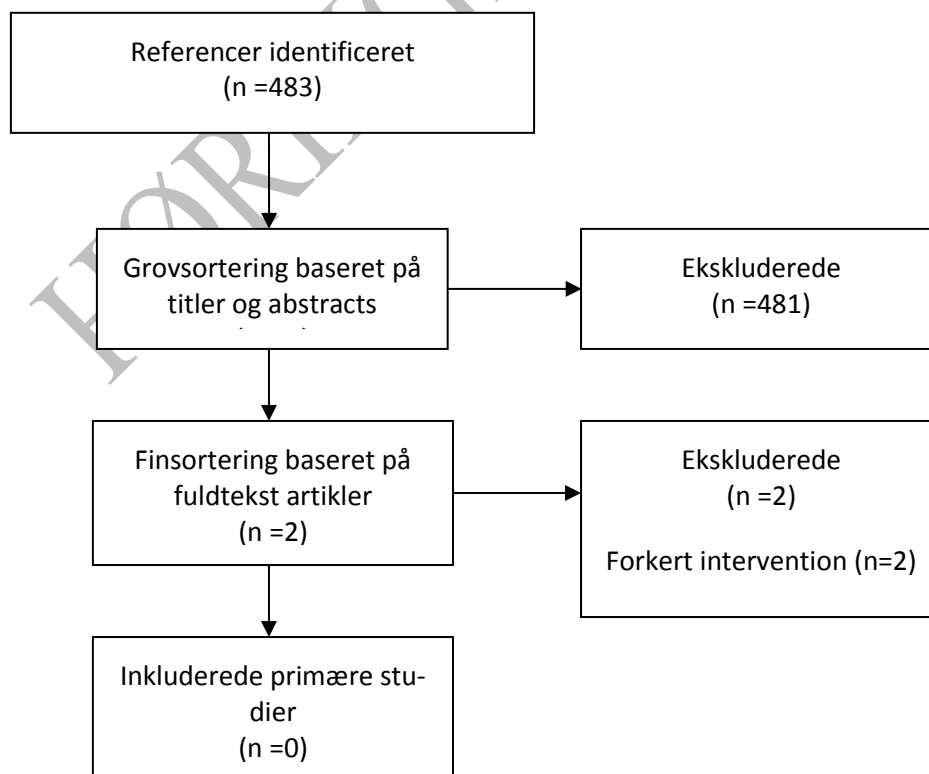 Referencer identificeret
(n =483)
Grovsortering baseret på
titler og abstracts
Ekskluderede
(n =481)
Finsortering baseret på
fuldtekst artikler
(n =2)
Ekskluderede
(n =2)
Forkert intervention (n=2)
Inkluderede primære stu-
dier
(n =0)